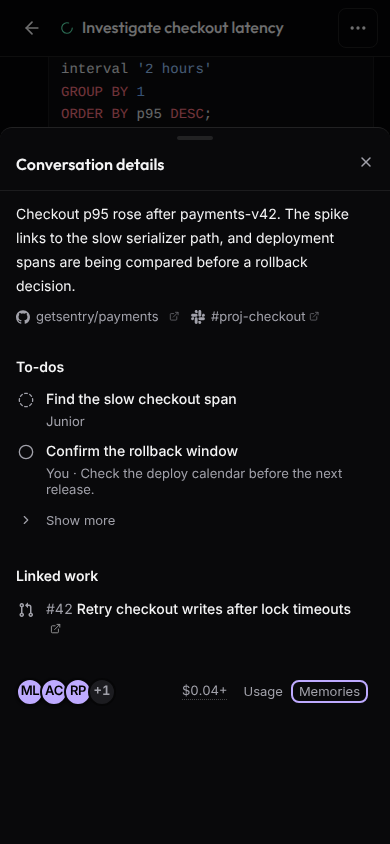 Investigate checkout latency
interval '2 hours'
GROUP BY 1
ORDER BY p95 DESC;
Conversation details
Checkout p95 rose after payments-v42. The spike
links to the slow serializer path, and deployment
spans are being compared before a rollback
decision.
getsentry/payments #proj-checkout
To-dos
Find the slow checkout span
Junior
Confirm the rollback window
You · Check the deploy calendar before the next
release.
Show more
Linked work
#42 Retry checkout writes after lock timeouts
ML AC RP +1 $0.04+ Usage Memories